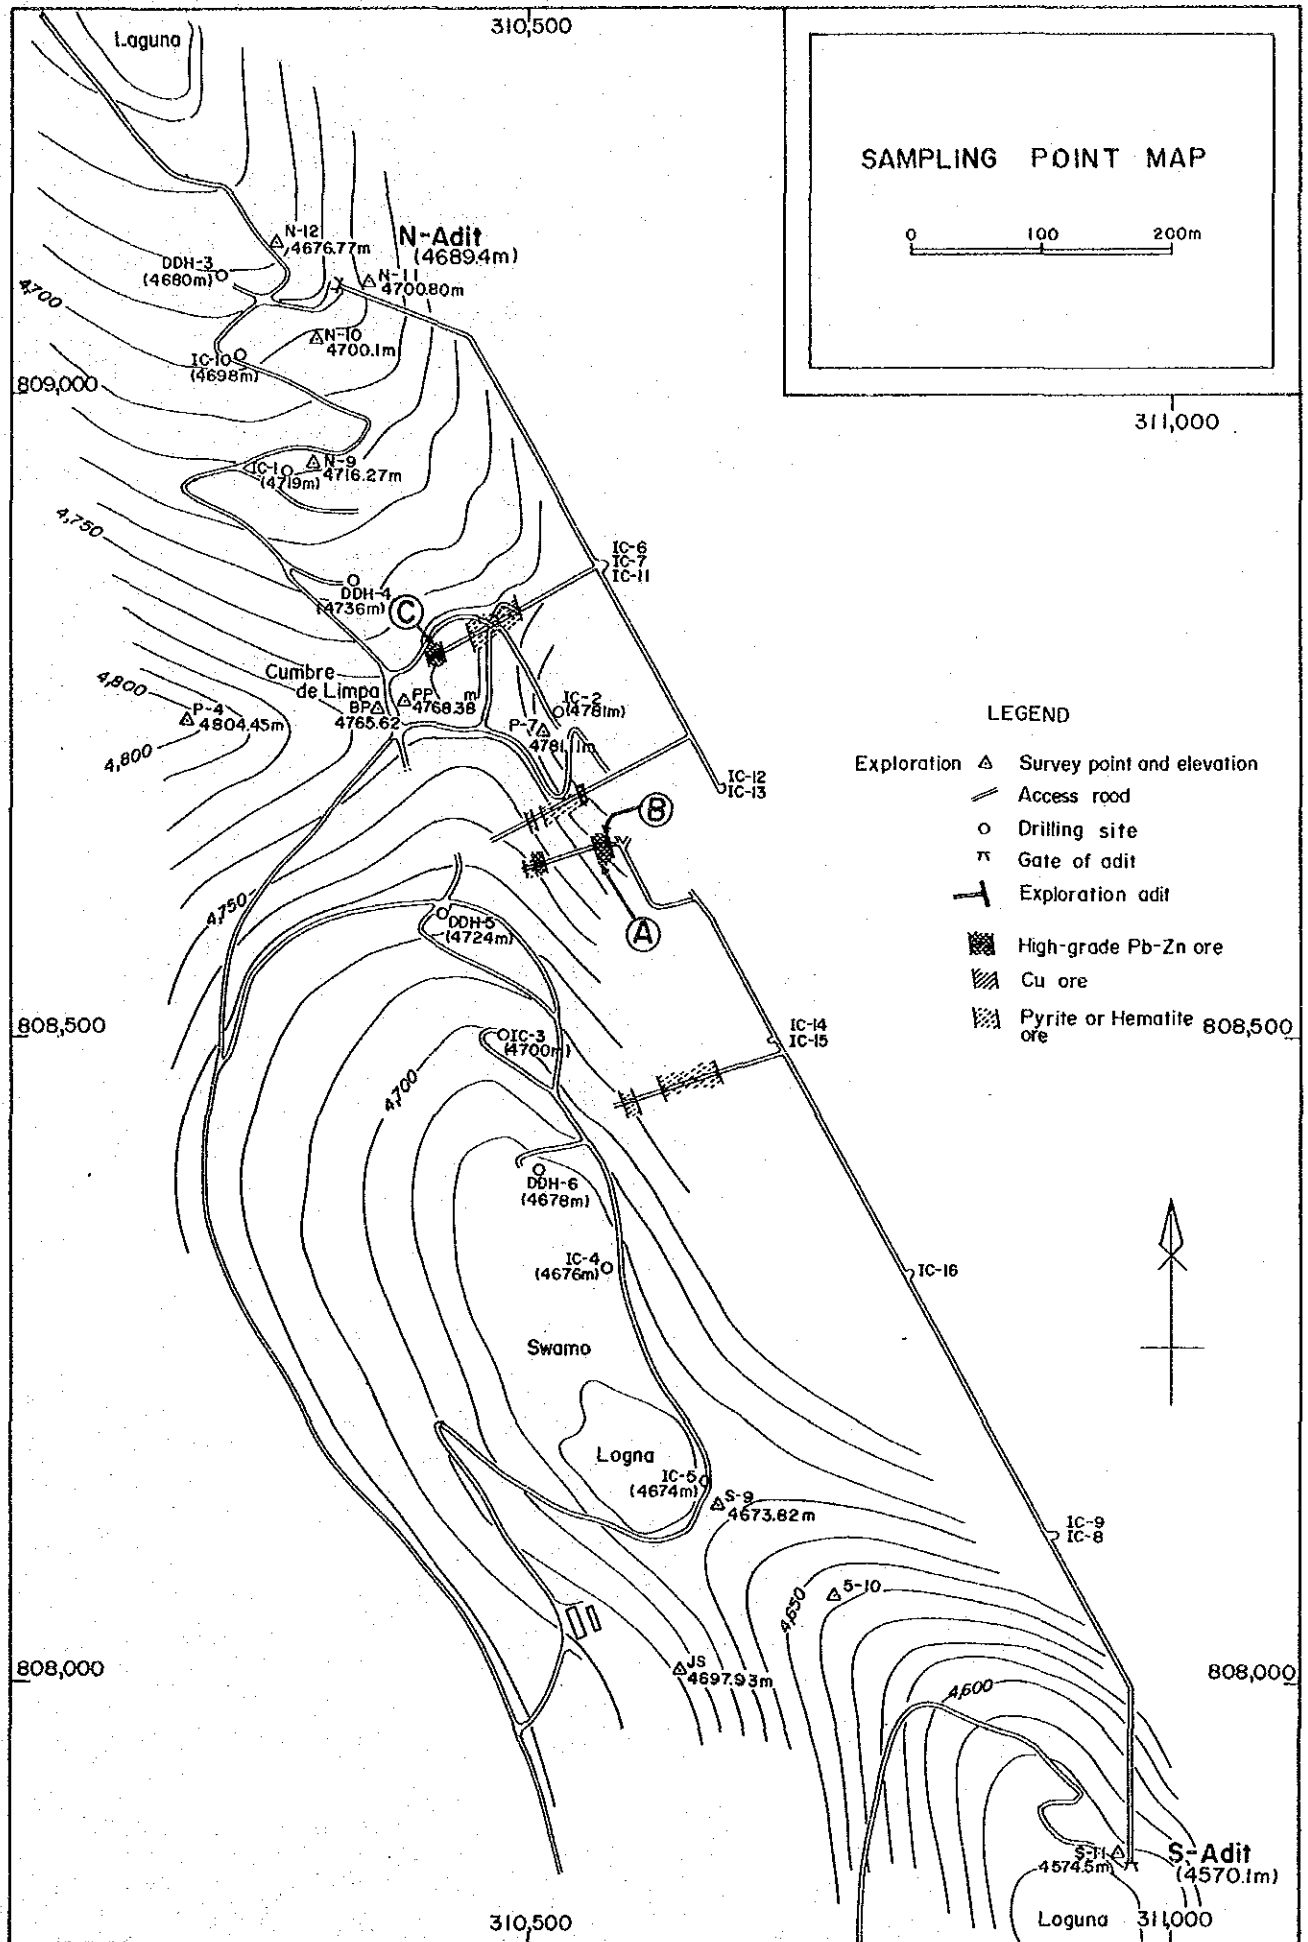 310,500
Laguna
SAMPLING POINT MAP
0 100 200m
N-12
4676.77m
N-Adit
(4689.4m)
DDH-3
(4680m)
N-11
4700.80m
4,700
N-10
4700.1m
IC-10
(4698m)
809,000
311,000
IC-1
(4719m)
N-9
4716.27m
4,750
IC-6
IC-7
IC-11
DDH-4
(4736m)
C
Cumbre
de Limpa
4,800
P-4
4804.45m
4,800
BP
4765.62
PP m
4768.38
IC-2
(4781m)
P-7
4781.1m
LEGEND
Exploration
Survey point and elevation
Access rood
Drilling site
Gate of adit
Exploration adit
High-grade Pb-Zn ore
Cu ore
Pyrite or Hematite
ore
IC-12
IC-13
B
A
4,750
DDH-5
(4724m)
808,500
IC-14
IC-15
808,500
IC-3
(4700m)
4,700
DDH-6
(4678m)
IC-4
(4676m)
IC-16
Swamo
Logna
IC-5
(4674m)
S-9
4673.82m
IC-9
IC-8
5-10
4,650
808,000
JS
4697.93m
808,000
4,600
S-11
4574.5m)
S-Adit
(4570.1m)
310,500
Loguna
311,000